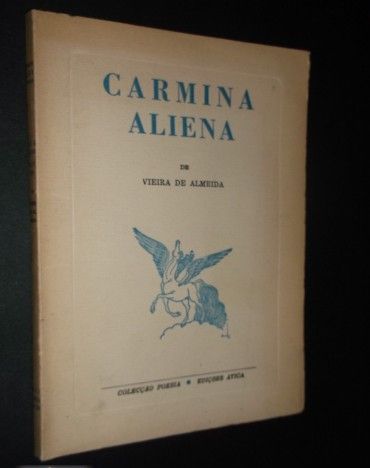 CARMINA
ALIENA
DE
VIEIRA DE ALMEIDA
COLECÇÃO POESIA * EDIÇÕES ÁTICA